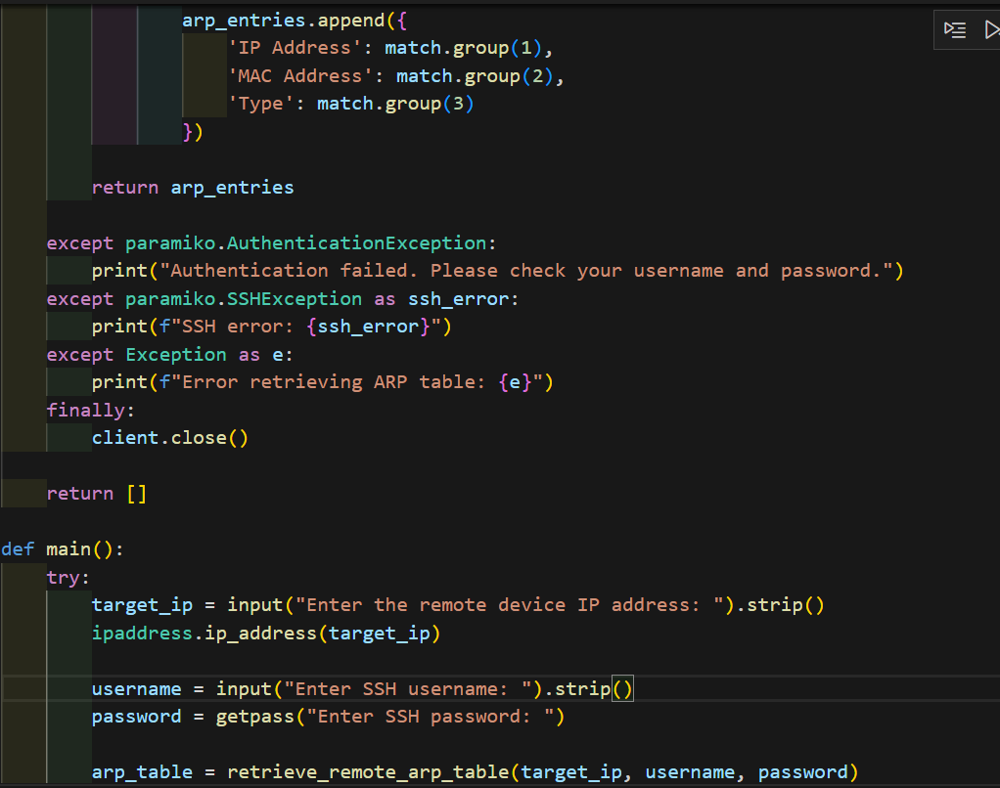 arp_entries.append({
'IP Address': match.group(1),
'MAC Address': match.group(2),
'Type': match.group(3)
})
return arp_entries
except paramiko.AuthenticationException:
print("Authentication failed. Please check your username and password.")
except paramiko.SSHException as ssh_error:
print(f"SSH error: {ssh_error}")
except Exception as e:
print(f"Error retrieving ARP table: {e}")
finally:
client.close()
return []
def main():
try:
target_ip = input("Enter the remote device IP address: ").strip()
ipaddress.ip_address(target_ip)
username = input("Enter SSH username: ").strip()
password = getpass("Enter SSH password: ")
arp_table = retrieve_remote_arp_table(target_ip, username, password)